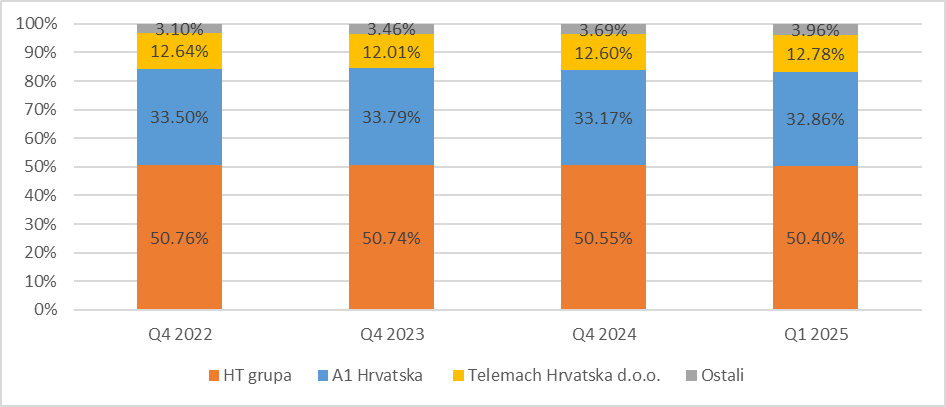 100%
90%
80%
70%
60%
50%
40%
30%
20%
10%
0%
3.10% 3.46% 3.69% 3.96%
12.64% 12.01% 12.60% 12.78%
33.50% 33.79% 33.17% 32.86%
50.76% 50.74% 50.55% 50.40%
Q4 2022 Q4 2023 Q4 2024 Q1 2025
HT grupa A1 Hrvatska Telemach Hrvatska d.o.o. Ostali